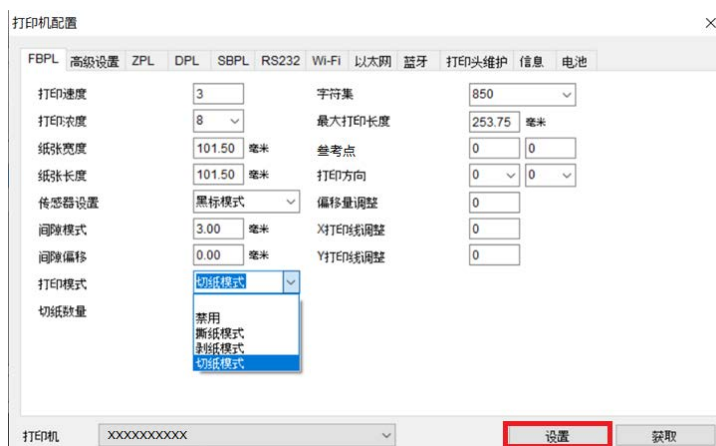 打印机配置
FBPL 高级设置 ZPL DPL SBPL RS232 Wi-Fi 以太网 蓝牙 打印头维护 信息 电池
打印速度 3 字符集 850
打印浓度 8 最大打印长度 253.75 毫米
纸张宽度 101.50 毫米 参考点 0 0
纸张长度 101.50 毫米 打印方向 0 0
传感器设置 黑标模式 偏移量调整 0
间隙模式 3.00 毫米 X打印线调整 0
间隙偏移 0.00 毫米 Y打印线调整 0
打印模式 切纸模式
切纸数量
禁用
撕纸模式
剥纸模式
切纸模式
打印机 XXXXXXXXXX 设置 获取